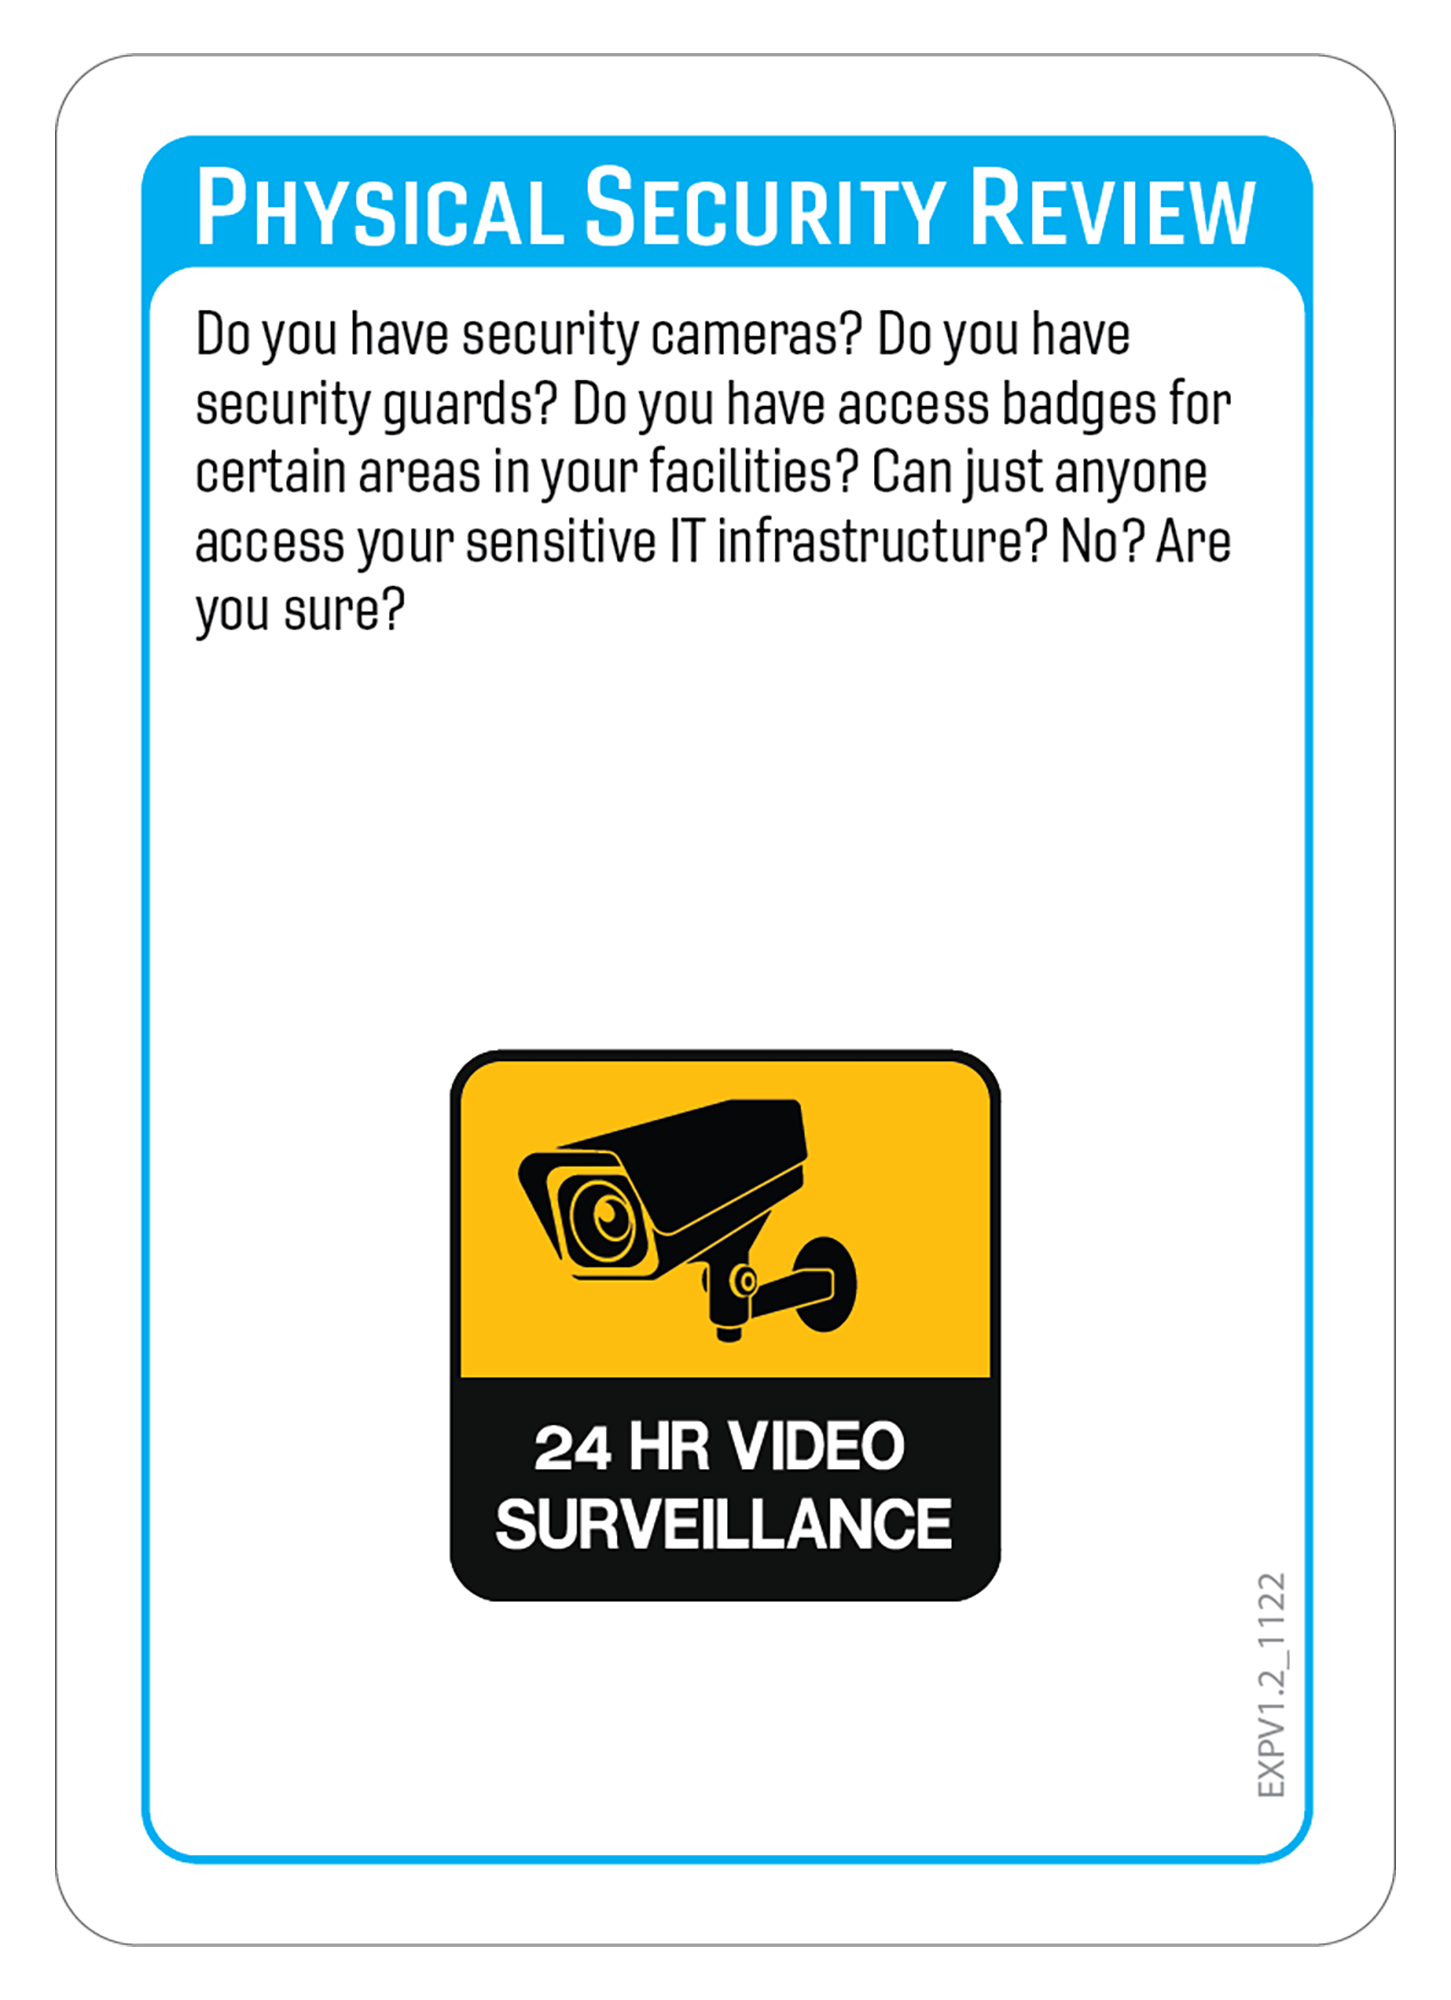 PHYSICAL SECURITY REVIEW
Do you have security cameras? Do you have
security guards? Do you have access badges for
certain areas in your facilities? Can just anyone
access your sensitive IT infrastructure? No? Are
you sure?
24 HR VIDEO
SURVEILLANCE
EXPV1.2_1122